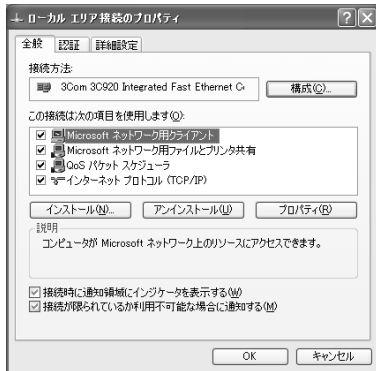 ローカル エリア接続のプロパティ
全般 認証 詳細設定
接続方法:
3Com 3C920 Integrated Fast Ethernet C
構成(C)...
この接続は次の項目を使用します(O):
Microsoft ネットワーク用クライアント
Microsoft ネットワーク用ファイルとプリンタ共有
QoS パケット スケジューラ
インターネット プロトコル (TCP/IP)
インストール(N)... アンインストール(U) プロパティ(R)
説明
コンピュータが Microsoft ネットワーク上のリソースにアクセスできます。
接続時に通知領域にインジケータを表示する(W)
接続が限られているか利用不可能な場合に通知する(M)
OK キャンセル